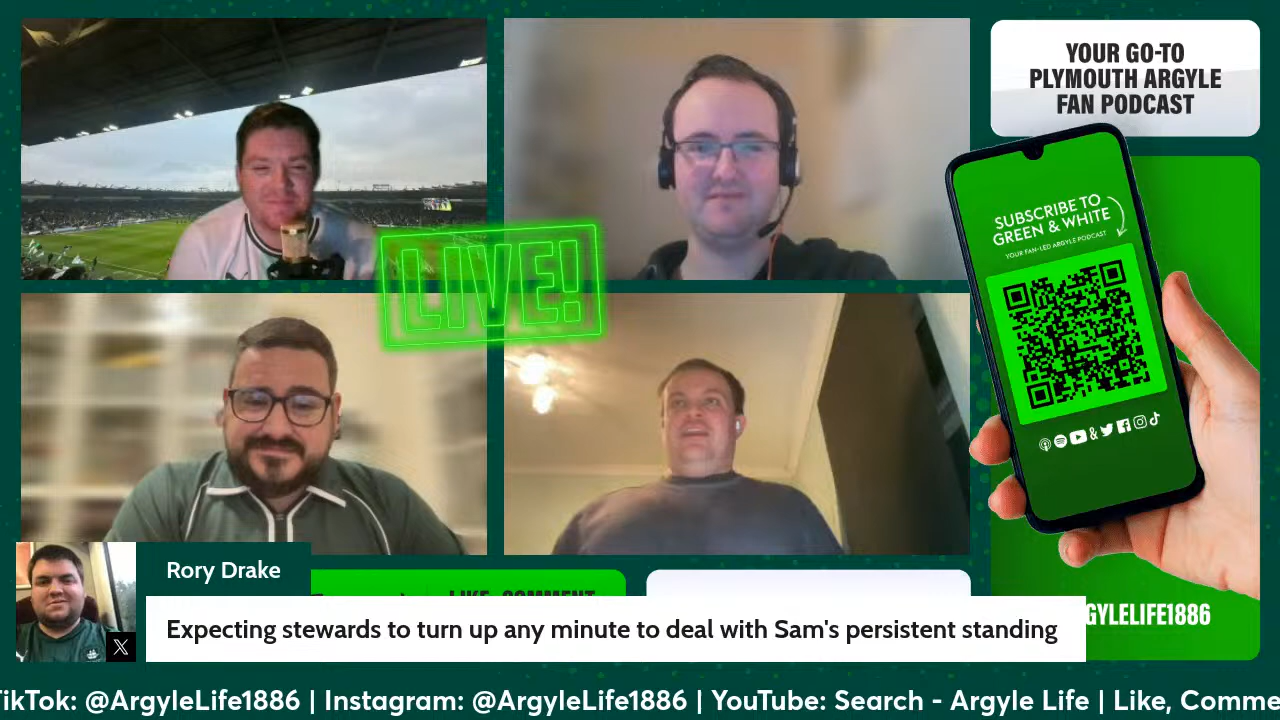 YOUR GO-TO
PLYMOUTH ARGYLE
FAN PODCAST
SUBSCRIBE TO
GREEN & WHITE
YOUR FAN-LED ARGYLE PODCAST
&
LIVE!
Rory Drake
LIKE, COMMENT
Expecting stewards to turn up any minute to deal with Sam's persistent standing
GYLELIFE1886
TikTok: @ArgyleLife1886 | Instagram: @ArgyleLife1886 | YouTube: Search - Argyle Life | Like, Comme